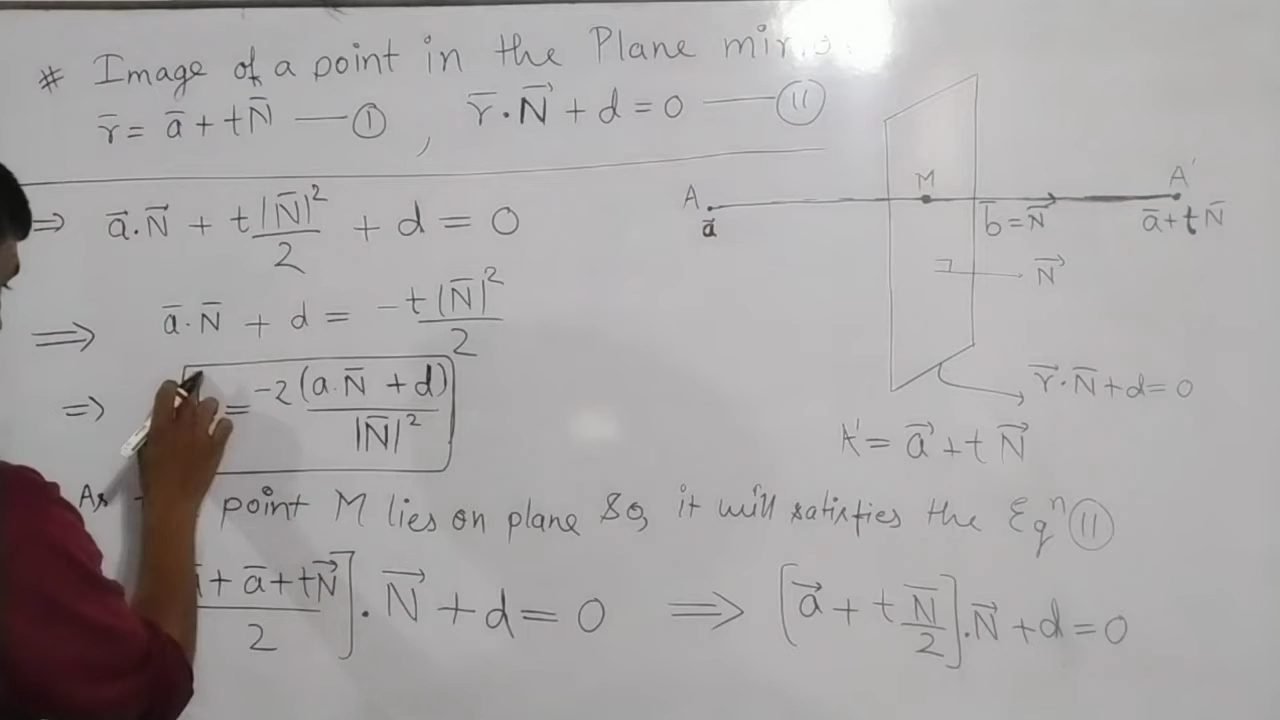 # Image of a point in the Plane
r̄ = ā + tN̄ — ① , r̄·N⃗ + d = 0 — ⑪
⇒ a⃗.N⃗ + t|N̄|²/2 + d = 0
⇒ ā·N̄ + d = -t|N̄|²/2
⇒ = -2(a.N̄ + d)/|N̄|²
A
a⃗
M
b̄ = N⃗
A'
ā + tN̄
N⃗
r⃗·N̄ + d = 0
A' = a⃗ + tN⃗
As point M lies on plane So, it will satisfies the Eqⁿ ⑪
+ ā + tN⃗]/2 . N⃗ + d = 0 ⇒ [a⃗ + t N̄/2].N⃗ + d = 0